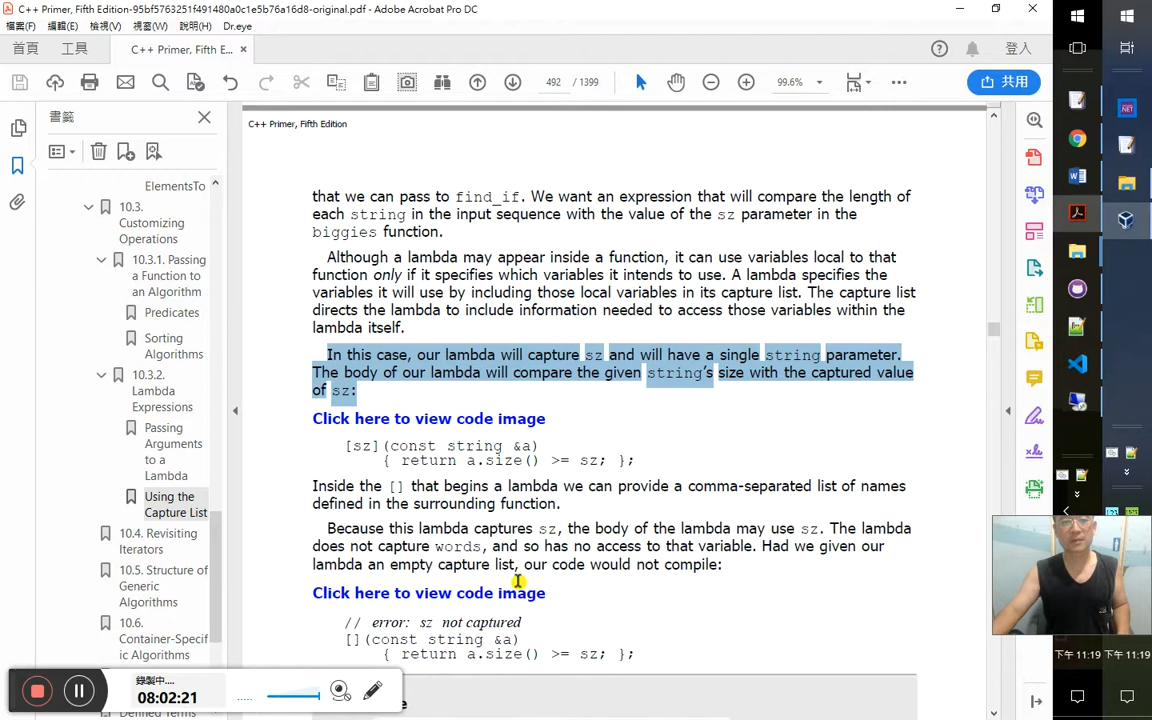 C++ Primer, Fifth Edition-95bf5763251f491480a0c1e5b76a16d8-original.pdf - Adobe Acrobat Pro DC
檔案(F) 編輯(E) 檢視(V) 視窗(W) 說明(H) Dr.eye
首頁 工具 C++ Primer, Fifth E... × 登入
492 / 1399 99.6% 共用
書籤
C++ Primer, Fifth Edition
ElementsTo
10.3.
Customizing
Operations
10.3.1. Passing
a Function to
an Algorithm
Predicates
Sorting
Algorithms
10.3.2.
Lambda
Expressions
Passing
Arguments
to a
Lambda
Using the
Capture List
10.4. Revisiting
Iterators
10.5. Structure of
Generic
Algorithms
10.6.
Container-Specif
ic Algorithms
Defined Terms
that we can pass to find_if. We want an expression that will compare the length of
each string in the input sequence with the value of the sz parameter in the
biggies function.
Although a lambda may appear inside a function, it can use variables local to that
function only if it specifies which variables it intends to use. A lambda specifies the
variables it will use by including those local variables in its capture list. The capture list
directs the lambda to include information needed to access those variables within the
lambda itself.
In this case, our lambda will capture sz and will have a single string parameter.
The body of our lambda will compare the given string's size with the captured value
of sz:
Click here to view code image
[sz](const string &a)
{ return a.size() >= sz; };
Inside the [] that begins a lambda we can provide a comma-separated list of names
defined in the surrounding function.
Because this lambda captures sz, the body of the lambda may use sz. The lambda
does not capture words, and so has no access to that variable. Had we given our
lambda an empty capture list, our code would not compile:
Click here to view code image
// error: sz not captured
[](const string &a)
{ return a.size() >= sz; };
錄製中....
08:02:21
.NET
下午 11:19 下午 11:19